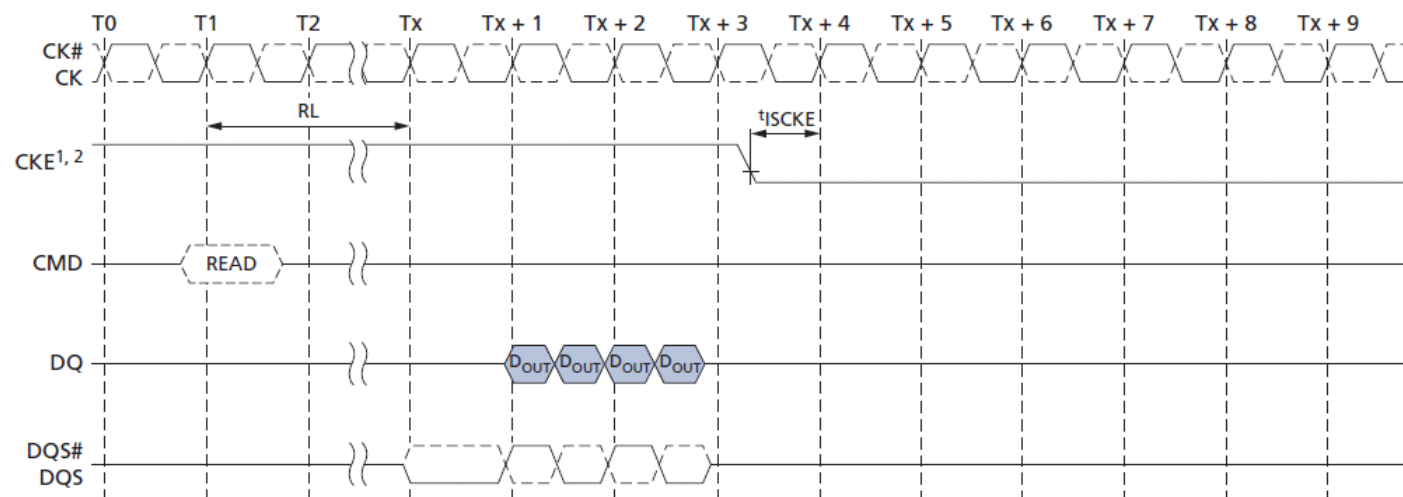 T0 T1 T2 Tx Tx + 1 Tx + 2 Tx + 3 Tx + 4 Tx + 5 Tx + 6 Tx + 7 Tx + 8 Tx + 9
CK#
CK
RL
tISCKE
CKE1, 2
CMD READ
DQ DOUT DOUT DOUT DOUT
DQS#
DQS